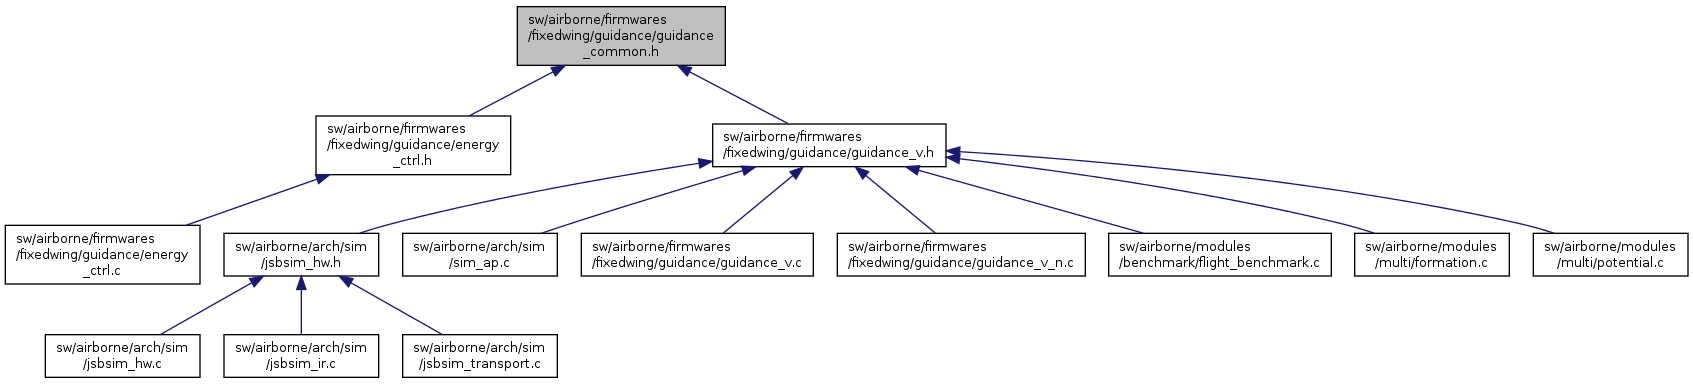 sw/airborne/firmwares
/fixedwing/guidance/guidance
_common.h
sw/airborne/firmwares
/fixedwing/guidance/energy
_ctrl.h
sw/airborne/firmwares
/fixedwing/guidance/guidance_v.h
sw/airborne/firmwares
/fixedwing/guidance/energy
_ctrl.c
sw/airborne/arch/sim
/jsbsim_hw.h
sw/airborne/arch/sim
/sim_ap.c
sw/airborne/firmwares
/fixedwing/guidance/guidance_v.c
sw/airborne/firmwares
/fixedwing/guidance/guidance_v_n.c
sw/airborne/modules
/benchmark/flight_benchmark.c
sw/airborne/modules
/multi/formation.c
sw/airborne/modules
/multi/potential.c
sw/airborne/arch/sim
/jsbsim_hw.c
sw/airborne/arch/sim
/jsbsim_ir.c
sw/airborne/arch/sim
/jsbsim_transport.c